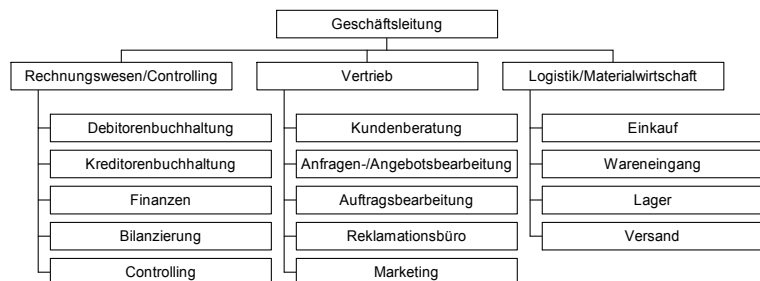 Geschäftsleitung
Rechnungswesen/Controlling
Vertrieb
Logistik/Materialwirtschaft
Debitorenbuchhaltung
Kundenberatung
Einkauf
Kreditorenbuchhaltung
Anfragen-/Angebotsbearbeitung
Wareneingang
Finanzen
Auftragsbearbeitung
Lager
Bilanzierung
Reklamationsbüro
Versand
Controlling
Marketing